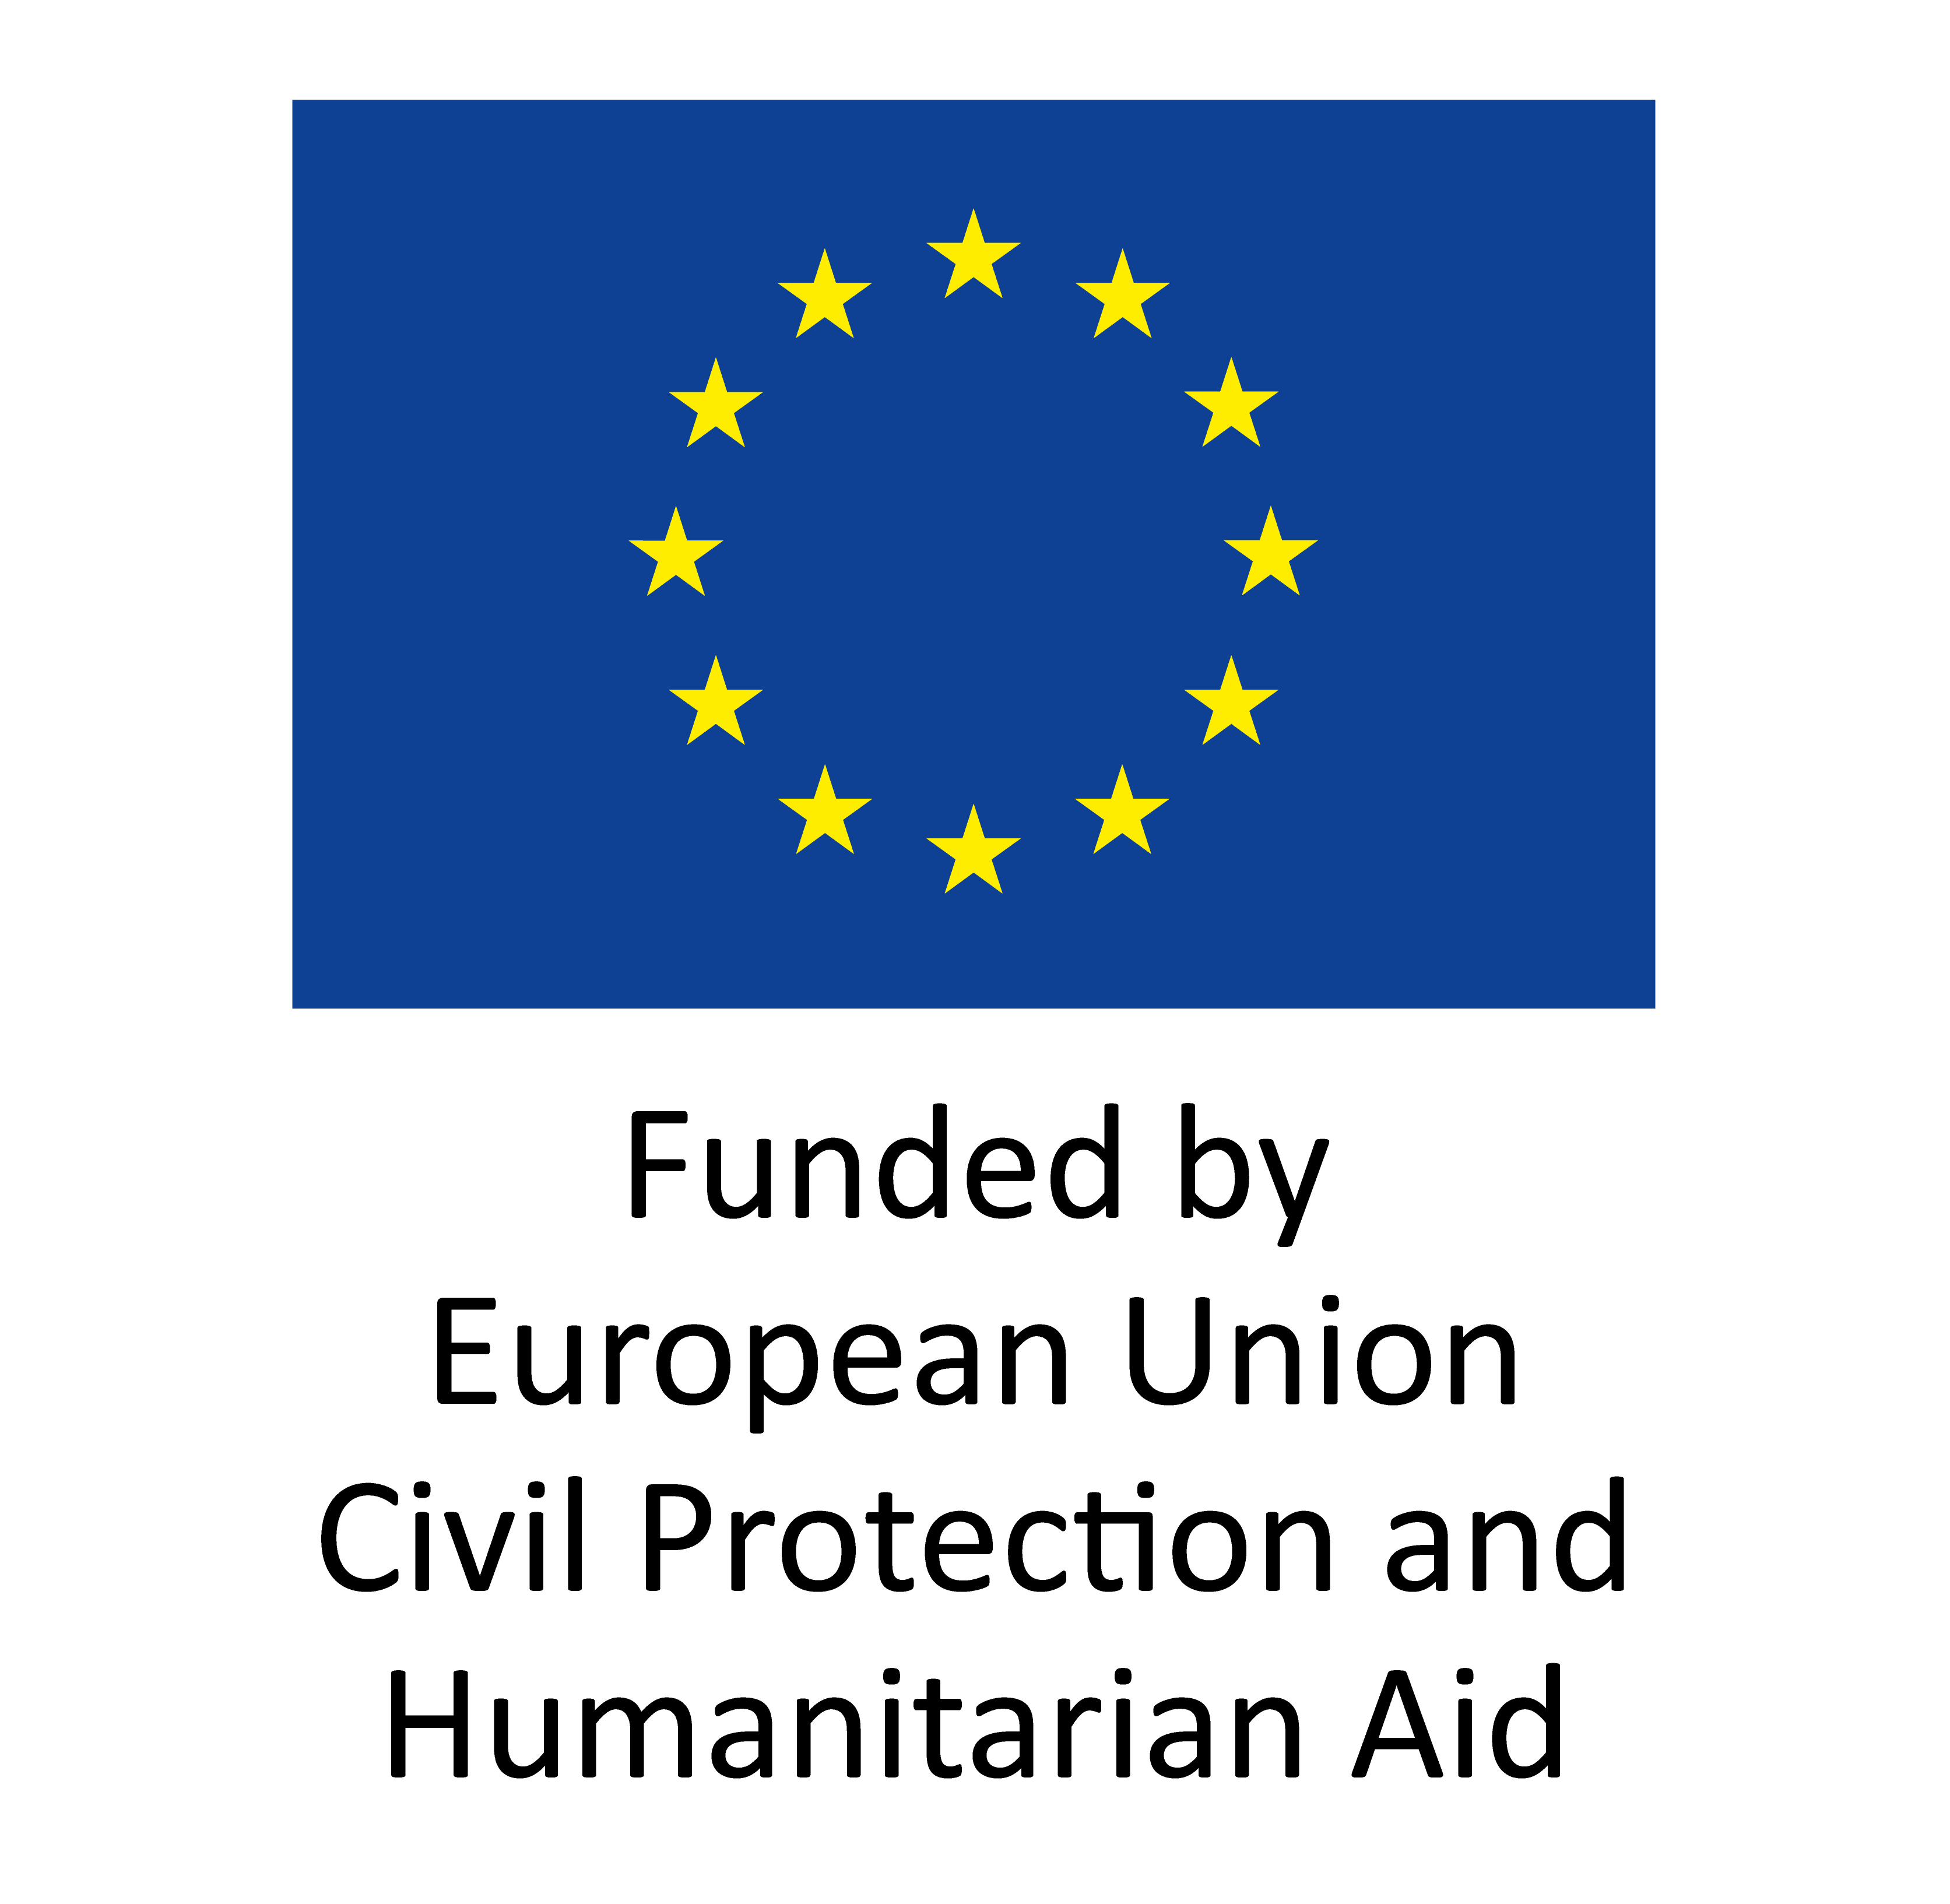 Funded by
European Union
Civil Protection and
Humanitarian Aid